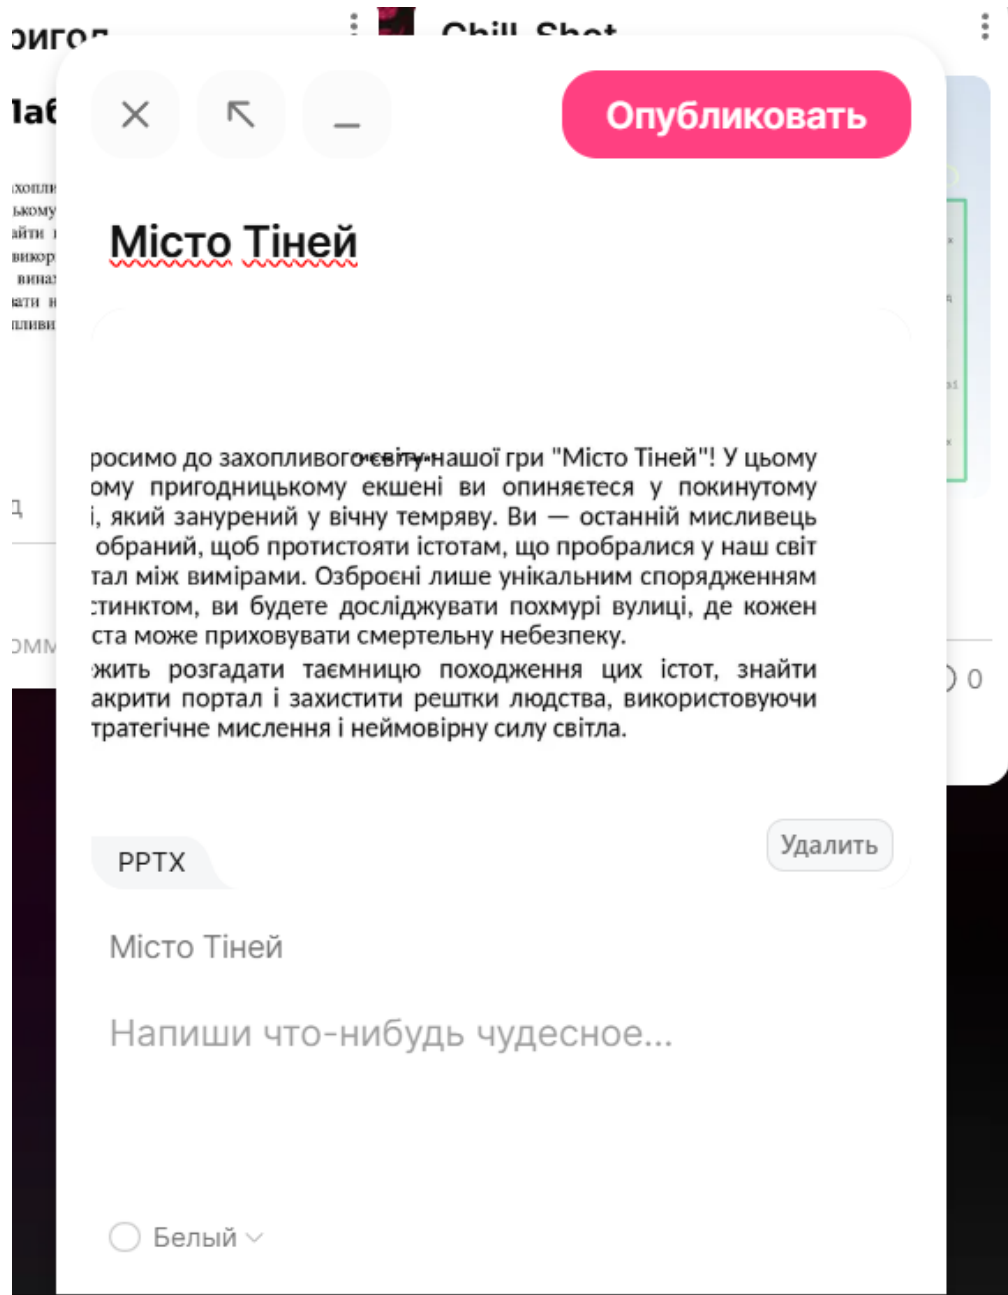 Chill Shot
Опубликовать
Місто Тіней
росимо до захопливого світу нашої гри "Місто Тіней"! У цьому
ому пригодницькому екшені ви опиняєтеся у покинутому
і, який занурений у вічну темряву. Ви — останній мисливець
обраний, щоб протистояти істотам, що пробралися у наш світ
тал між вимірами. Озброєні лише унікальним спорядженням
стинктом, ви будете досліджувати похмурі вулиці, де кожен
ста може приховувати смертельну небезпеку.
жить розгадати таємницю походження цих істот, знайти
акрити портал і захистити рештки людства, використовуючи
тратегічне мислення і неймовірну силу світла.
Удалить
PPTX
Місто Тіней
Напиши что-нибудь чудесное...
Белый
0